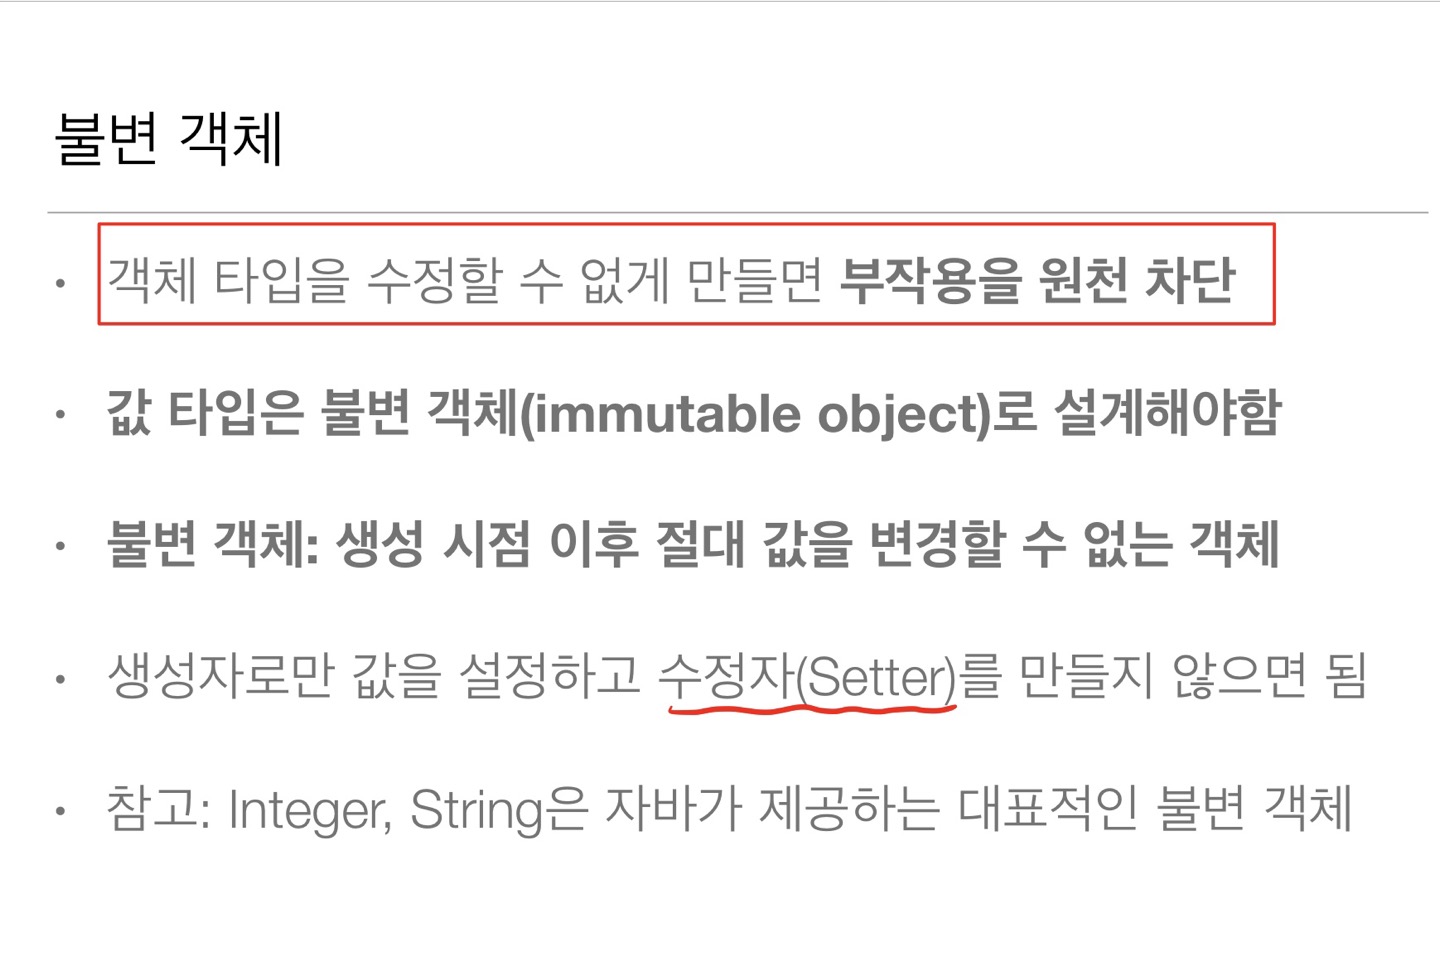 불변 객체
• 객체 타입을 수정할 수 없게 만들면 부작용을 원천 차단
• 값 타입은 불변 객체(immutable object)로 설계해야함
• 불변 객체: 생성 시점 이후 절대 값을 변경할 수 없는 객체
• 생성자로만 값을 설정하고 수정자(Setter)를 만들지 않으면 됨
• 참고: Integer, String은 자바가 제공하는 대표적인 불변 객체